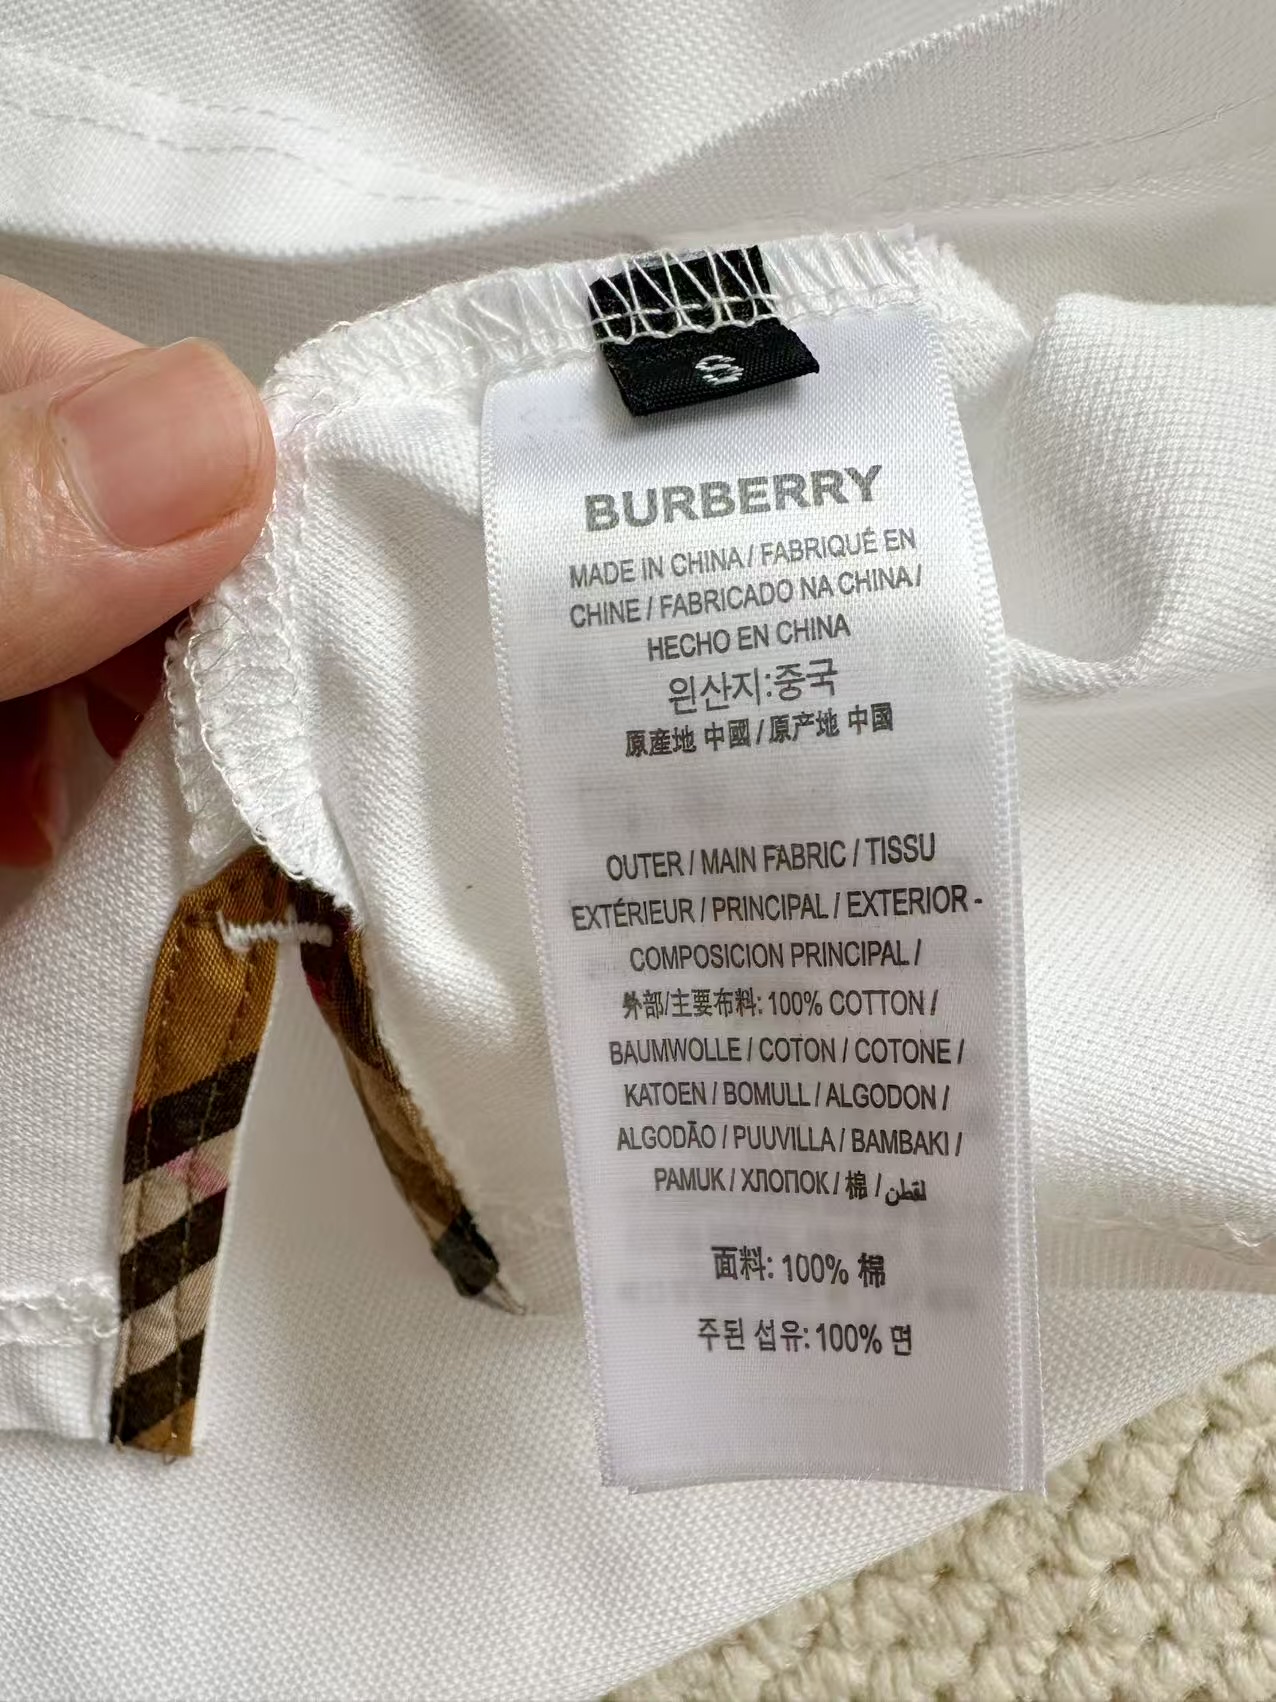 S
BURBERRY
MADE IN CHINA / FABRIQUÉ EN
CHINE / FABRICADO NA CHINA /
HECHO EN CHINA
원산지:중국
原產地 中國 / 原产地 中國
OUTER / MAIN FABRIC / TISSU
EXTÉRIEUR / PRINCIPAL / EXTERIOR -
COMPOSICION PRINCIPAL /
外部/主要布料: 100% COTTON /
BAUMWOLLE / COTON / COTONE /
KATOEN / BOMULL / ALGODON /
ALGODÃO / PUUVILLA / BAMBAKI /
PAMUK / ХЛОПОК / 棉 / لقطن
面料: 100% 棉
주된 섬유: 100% 면